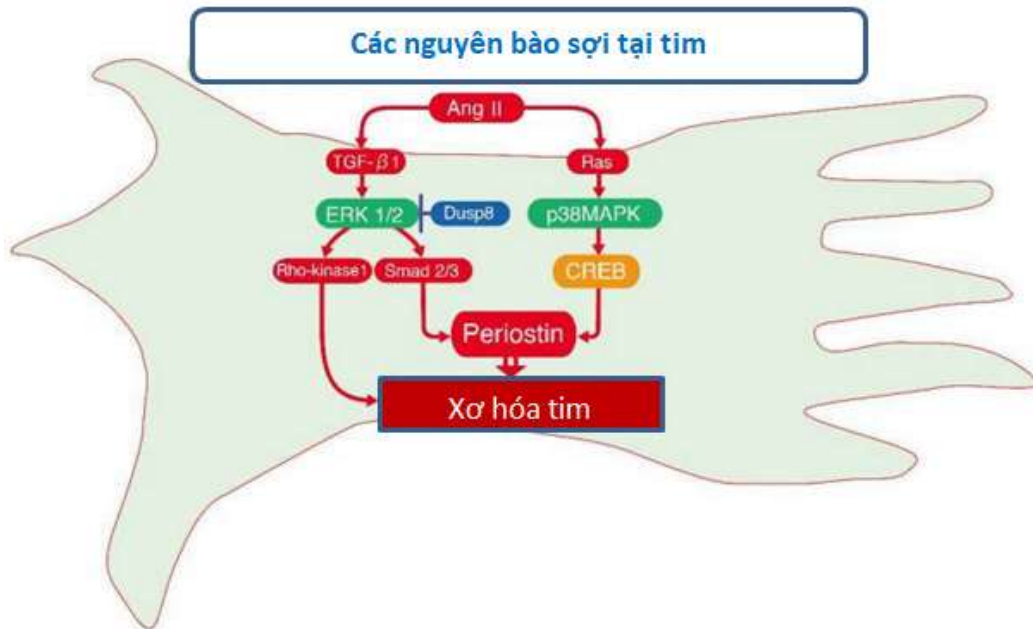 Các nguyên bào sợi tại tim
Ang II
TGF-β1
Ras
ERK 1/2
Dusp8
p38MAPK
Rho-kinase1
Smad 2/3
CREB
Periostin
Xơ hóa tim